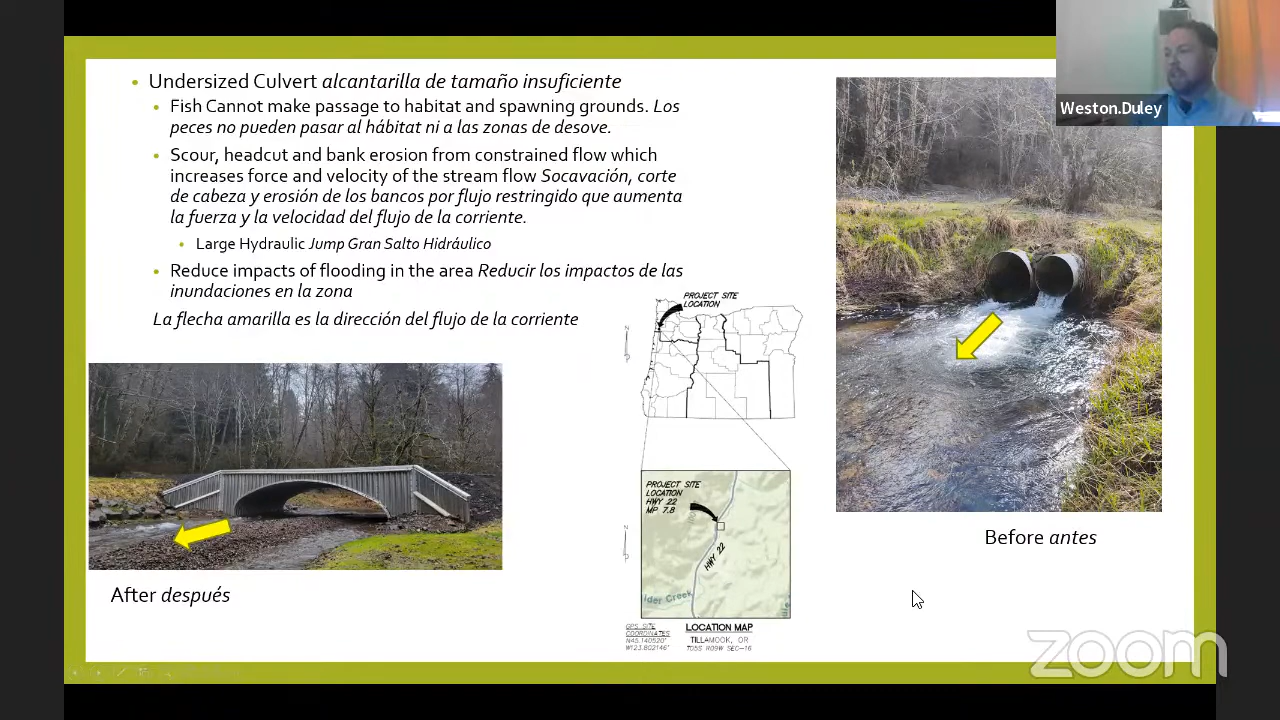 Undersized Culvert alcantarilla de tamaño insuficiente
Fish Cannot make passage to habitat and spawning grounds. Los
peces no pueden pasar al hábitat ni a las zonas de desove.
Scour, headcut and bank erosion from constrained flow which
increases force and velocity of the stream flow Socavación, corte
de cabeza y erosión de los bancos por flujo restringido que aumenta
la fuerza y la velocidad del flujo de la corriente.
Large Hydraulic Jump Gran Salto Hidráulico
Reduce impacts of flooding in the area Reducir los impactos de las
inundaciones en la zona
La flecha amarilla es la dirección del flujo de la corriente
After después
PROJECT SITE
LOCATION
N
PROJECT SITE
LOCATION
HWY 22
MP 7.8
N
HWY 22
lder Creek
GPS SITE
COORDINATES
N45.140520°
W123.802146°
LOCATION MAP
TILLAMOOK, OR
T05S R09W SEC-16
Before antes
Weston.Duley
zoom